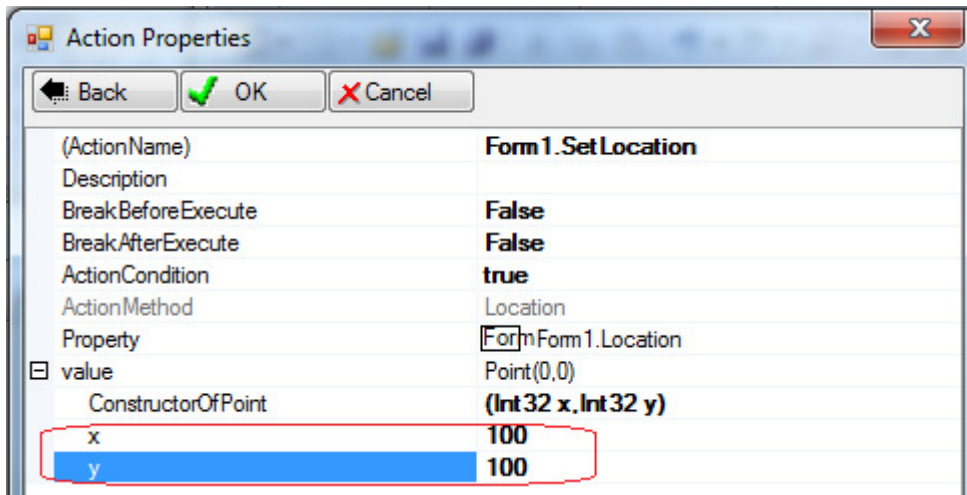 Action Properties
Back OK Cancel
(ActionName) Form1.SetLocation
Description
BreakBeforeExecute False
BreakAfterExecute False
ActionCondition true
ActionMethod Location
Property Form Form1.Location
value Point(0,0)
ConstructorOfPoint (Int32 x,Int32 y)
x 100
y 100